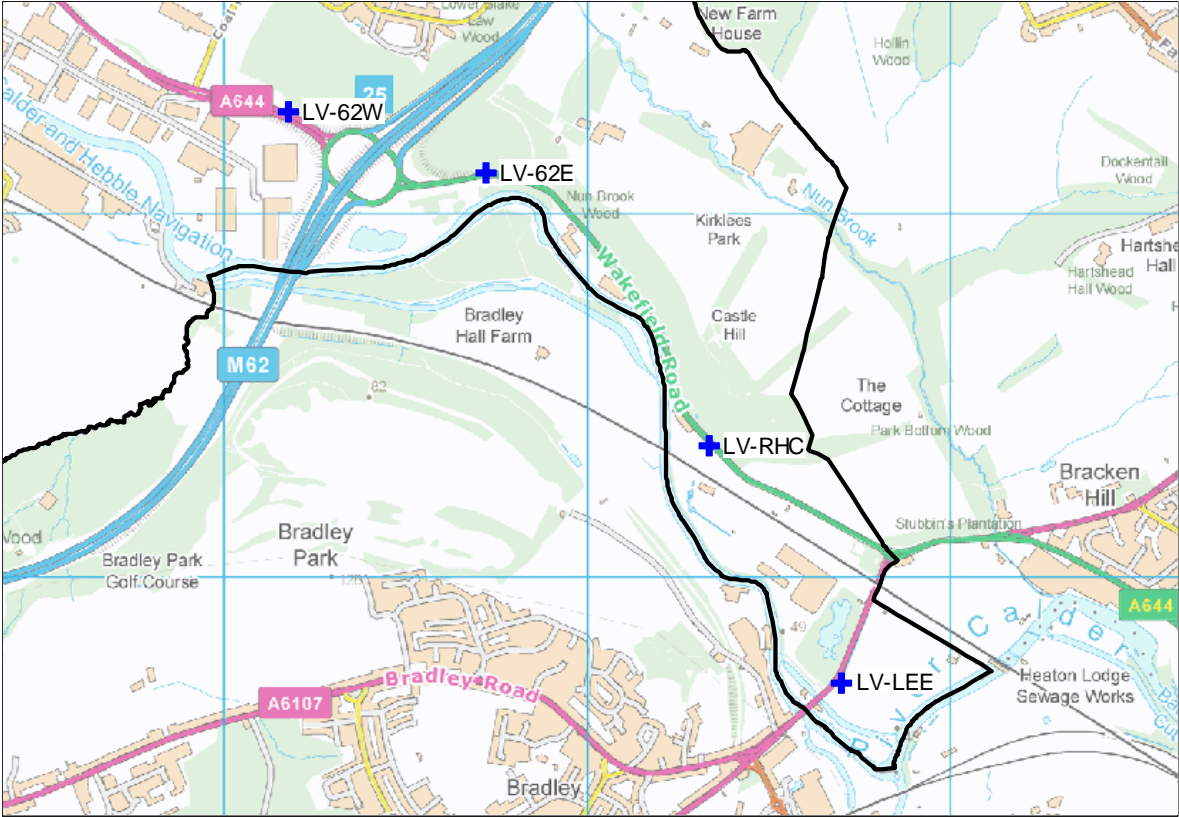 Lower Blake
Law
Wood
New Farm
House
Hollin
Wood
A644
25
LV-62W
Calder and Hebble Navigation
LV-62E
Nun Brook
Wood
Dockentail
Wood
Kirklees
Park
Nun Brook
Hartshead
Hall Wood
Wakefield Road
Castle
Hill
Bradley
Hall Farm
M62
82
The
Cottage
Park Bottom Wood
LV-RHC
Bracken
Hill
Stubbin's Plantation
Wood
Bradley Park
Golf Course
Bradley
Park
128
A644
49
River Calder
LV-LEE
Heaton Lodge
Sewage Works
Bradley Road
A6107
Bradley